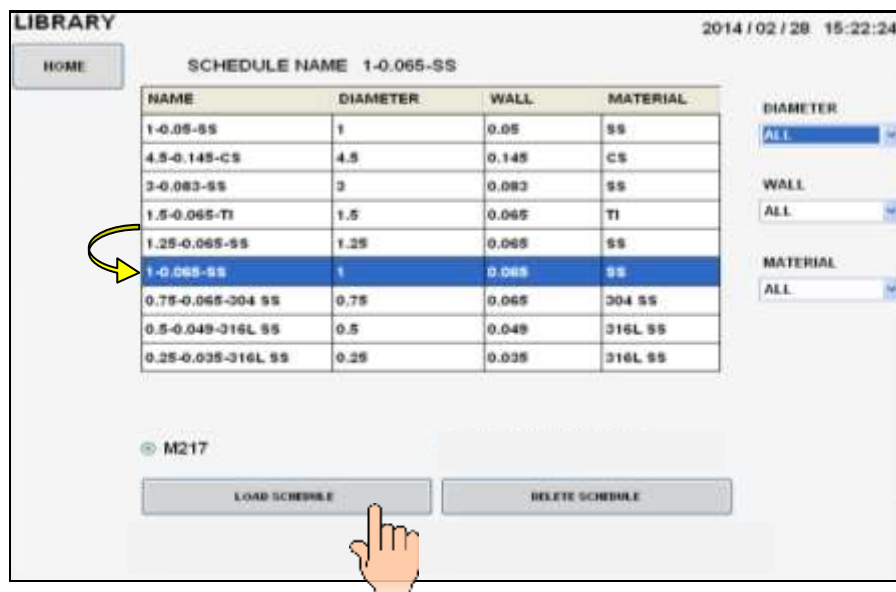 LIBRARY
2014/02/28 15:22:24
HOME
SCHEDULE NAME 1-0.065-SS
NAME DIAMETER WALL MATERIAL
1-0.05-SS 1 0.05 SS
4.5-0.145-CS 4.5 0.145 CS
3-0.083-SS 3 0.083 SS
1.5-0.065-TI 1.5 0.065 TI
1.25-0.065-SS 1.25 0.065 SS
1-0.065-SS 1 0.065 SS
0.75-0.065-304 SS 0.75 0.065 304 SS
0.5-0.049-316L SS 0.5 0.049 316L SS
0.25-0.035-316L SS 0.25 0.035 316L SS
DIAMETER
ALL
WALL
ALL
MATERIAL
ALL
M217
LOAD SCHEDULE DELETE SCHEDULE